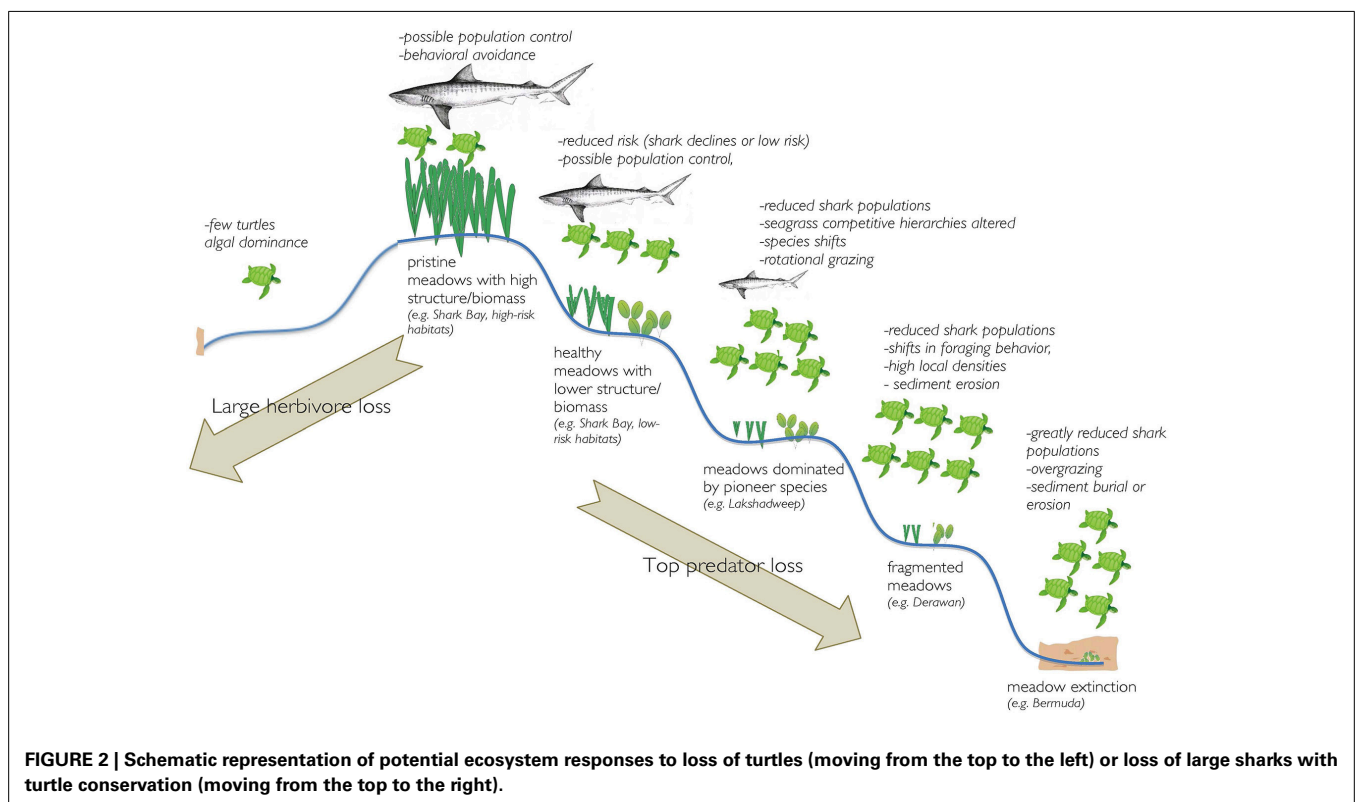 -possible population control
-behavioral avoidance
-reduced risk (shark declines or low risk)
-possible population control,
-reduced shark populations
-seagrass competitive hierarchies altered
-species shifts
-rotational grazing
-few turtles
algal dominance
pristine
meadows with high
structure/biomass
(e.g. Shark Bay, high-risk
habitats)
-reduced shark populations
-shifts in foraging behavior,
-high local densities
- sediment erosion
healthy
meadows with
lower structure/
biomass
(e.g. Shark Bay, low-
risk habitats)
Large herbivore loss
-greatly reduced shark
populations
-overgrazing
-sediment burial or
erosion
meadows dominated
by pioneer species
(e.g. Lakshadweep)
Top predator loss
fragmented
meadows
(e.g. Derawan)
meadow extinction
(e.g. Bermuda)
FIGURE 2 | Schematic representation of potential ecosystem responses to loss of turtles (moving from the top to the left) or loss of large sharks with
turtle conservation (moving from the top to the right).